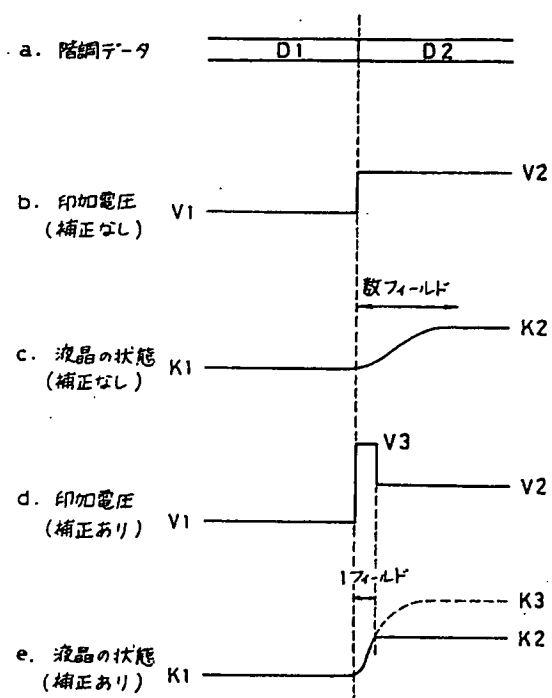 a. 階調データ
D1 D2
V2
b. 印加電圧 V1
(補正なし)
数フィールド
K2
c. 液晶の状態 K1
(補正なし)
V3
V2
d. 印加電圧 V1
(補正あり)
1フィールド
K3
K2
e. 液晶の状態 K1
(補正あり)